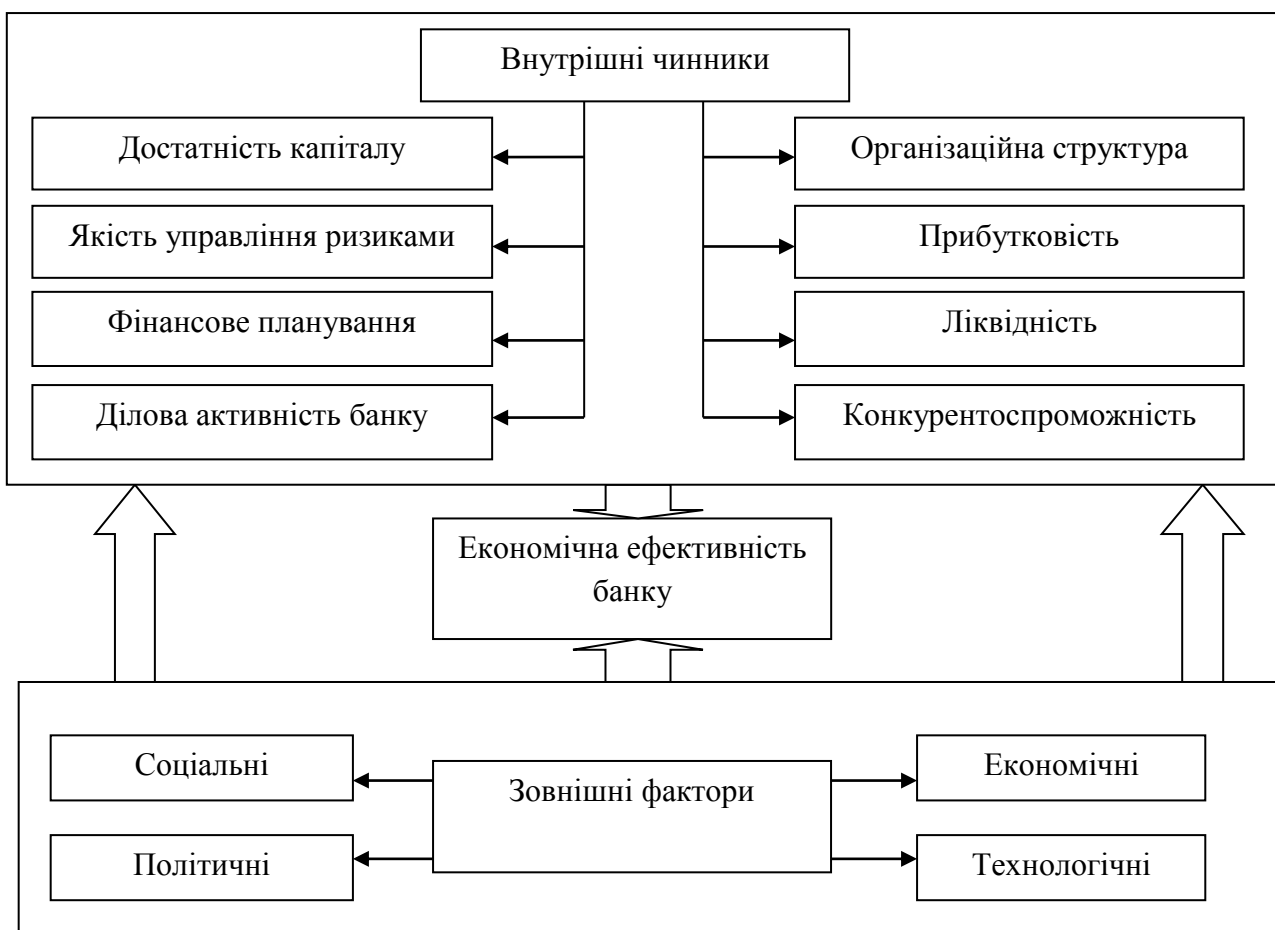 Внутрішні чинники
Достатність капіталу
Організаційна структура
Якість управління ризиками
Прибутковість
Фінансове планування
Ліквідність
Ділова активність банку
Конкурентоспроможність
Економічна ефективність
банку
Соціальні
Зовнішні фактори
Економічні
Політичні
Технологічні